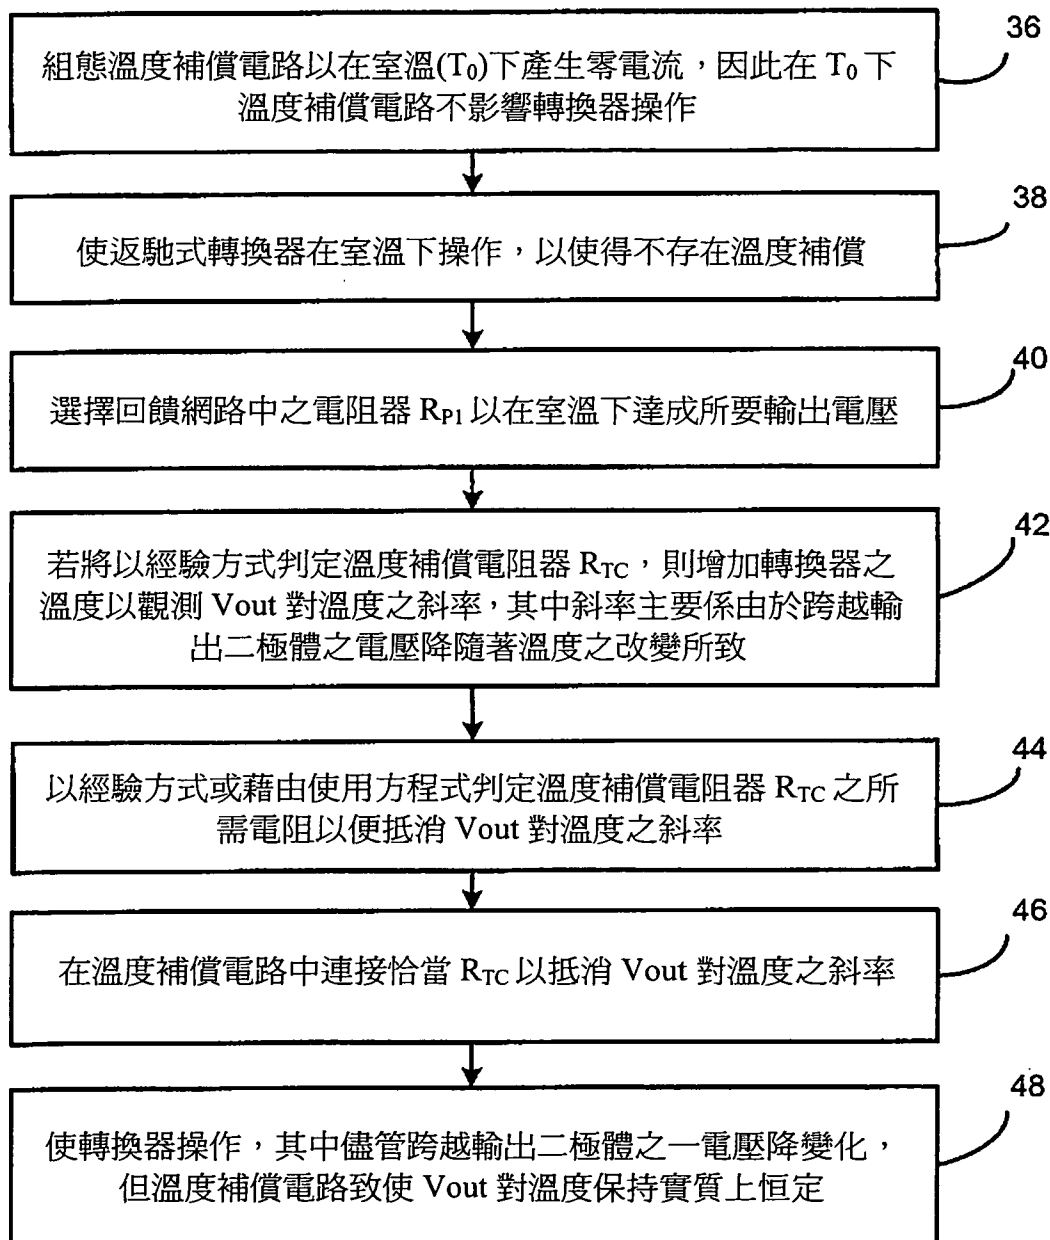 36
組態溫度補償電路以在室溫(T₀)下產生零電流，因此在 T₀ 下
溫度補償電路不影響轉換器操作
38
使返馳式轉換器在室溫下操作，以使得不存在溫度補償
40
選擇回饋網路中之電阻器 R_P1 以在室溫下達成所要輸出電壓
42
若將以經驗方式判定溫度補償電阻器 R_TC，則增加轉換器之
溫度以觀測 Vout 對溫度之斜率，其中斜率主要係由於跨越輸
出二極體之電壓降隨著溫度之改變所致
44
以經驗方式或藉由使用方程式判定溫度補償電阻器 R_TC 之所
需電阻以便抵消 Vout 對溫度之斜率
46
在溫度補償電路中連接恰當 R_TC 以抵消 Vout 對溫度之斜率
48
使轉換器操作，其中儘管跨越輸出二極體之一電壓降變化，
但溫度補償電路致使 Vout 對溫度保持實質上恒定